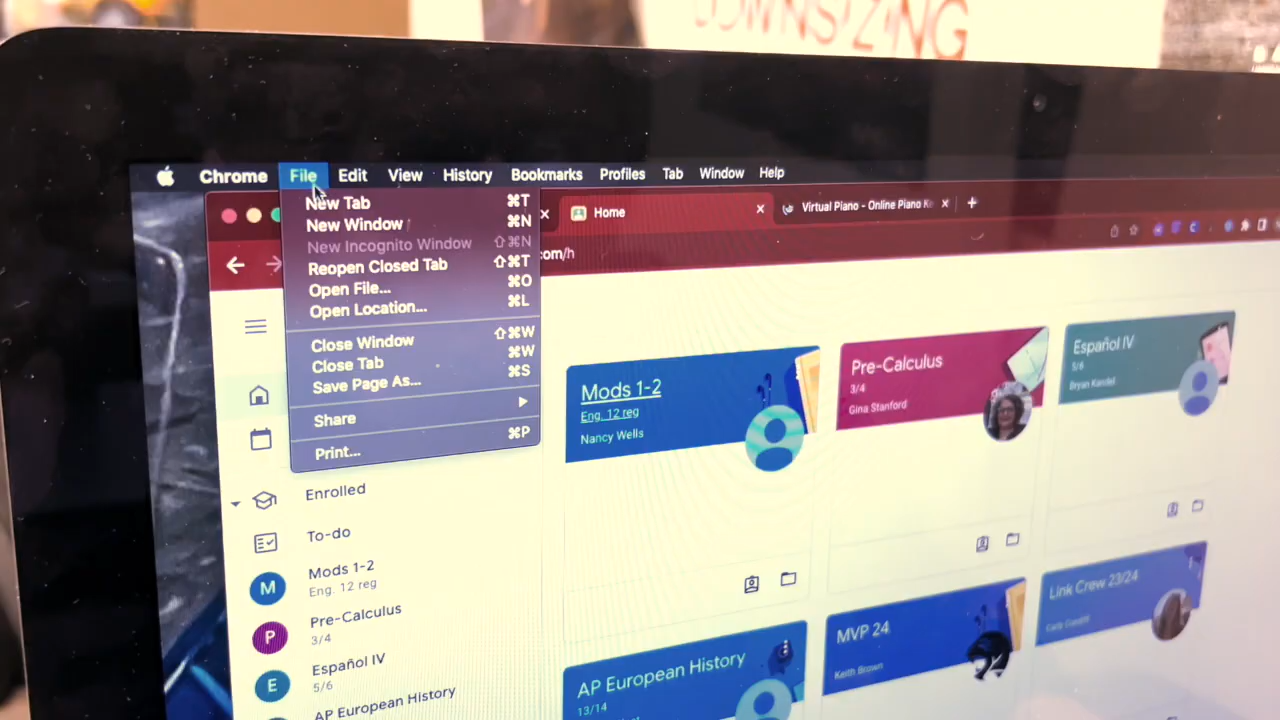 DOWNSIZING
Chrome File Edit View History Bookmarks Profiles Tab Window Help
New Tab ⌘T
New Window ⌘N
New Incognito Window ⇧⌘N
Reopen Closed Tab ⇧⌘T
Open File... ⌘O
Open Location... ⌘L
Close Window ⇧⌘W
Close Tab ⌘W
Save Page As... ⌘S
Share
Print... ⌘P
Home
Virtual Piano - Online Piano
com/h
Enrolled
To-do
M
Mods 1-2
Eng. 12 reg
P
Pre-Calculus
3/4
E
Español IV
5/6
AP European History
Mods 1-2
Eng. 12 reg
Nancy Wells
Pre-Calculus
3/4
Gina Stanford
Español IV
5/6
Bryan Kandel
AP European History
13/14
MVP 24
Keith Brown
Link Crew 23/24